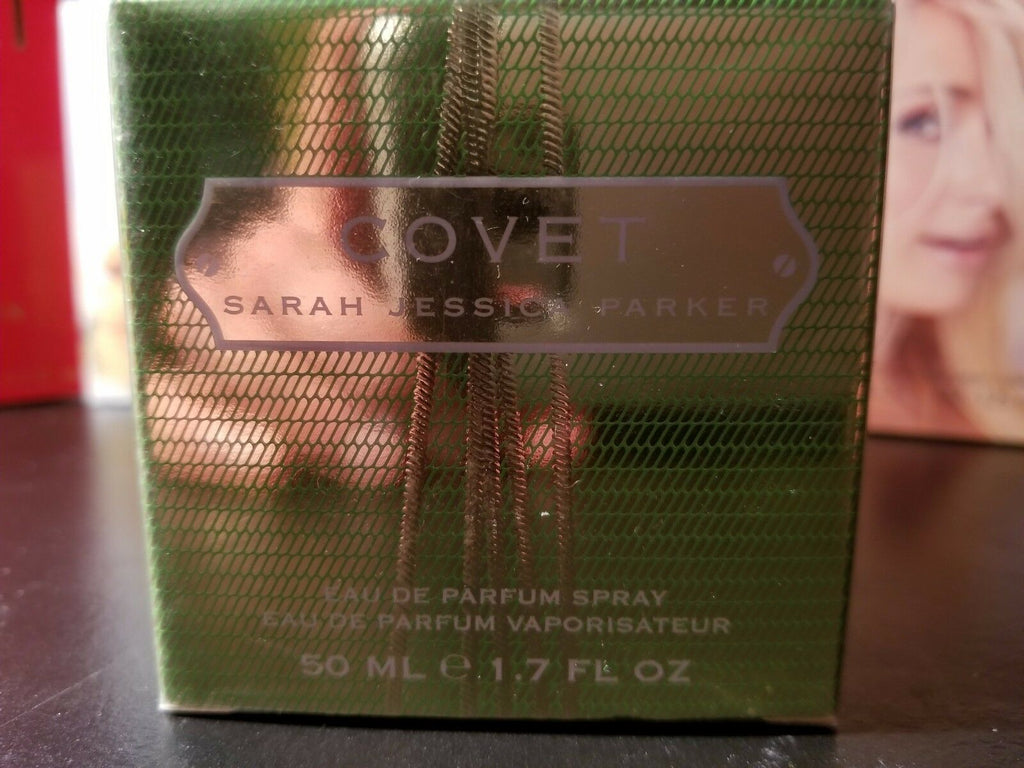 COVET
SARAH JESSICA PARKER
EAU DE PARFUM SPRAY
EAU DE PARFUM VAPORISATEUR
50 ML ℮ 1.7 FL OZ